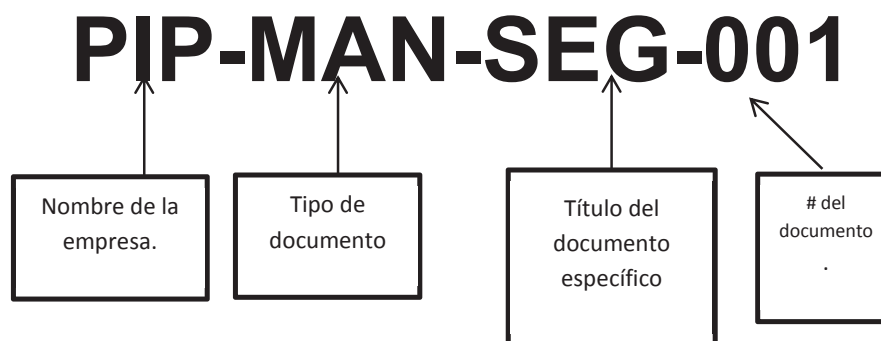 PIP-MAN-SEG-001
Nombre de la
empresa.
Tipo de
documento
Título del
documento
específico
# del
documento
.